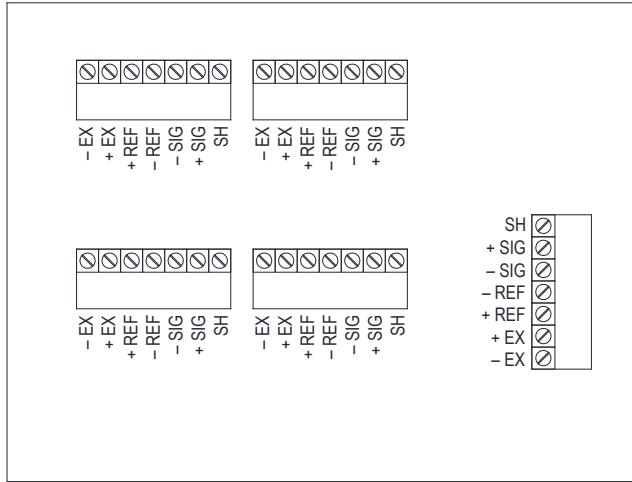 – EX
+ EX
+ REF
– REF
– SIG
+ SIG
SH
– EX
+ EX
+ REF
– REF
– SIG
+ SIG
SH
– EX
+ EX
+ REF
– REF
– SIG
+ SIG
SH
– EX
+ EX
+ REF
– REF
– SIG
+ SIG
SH
SH
+ SIG
– SIG
– REF
+ REF
+ EX
– EX